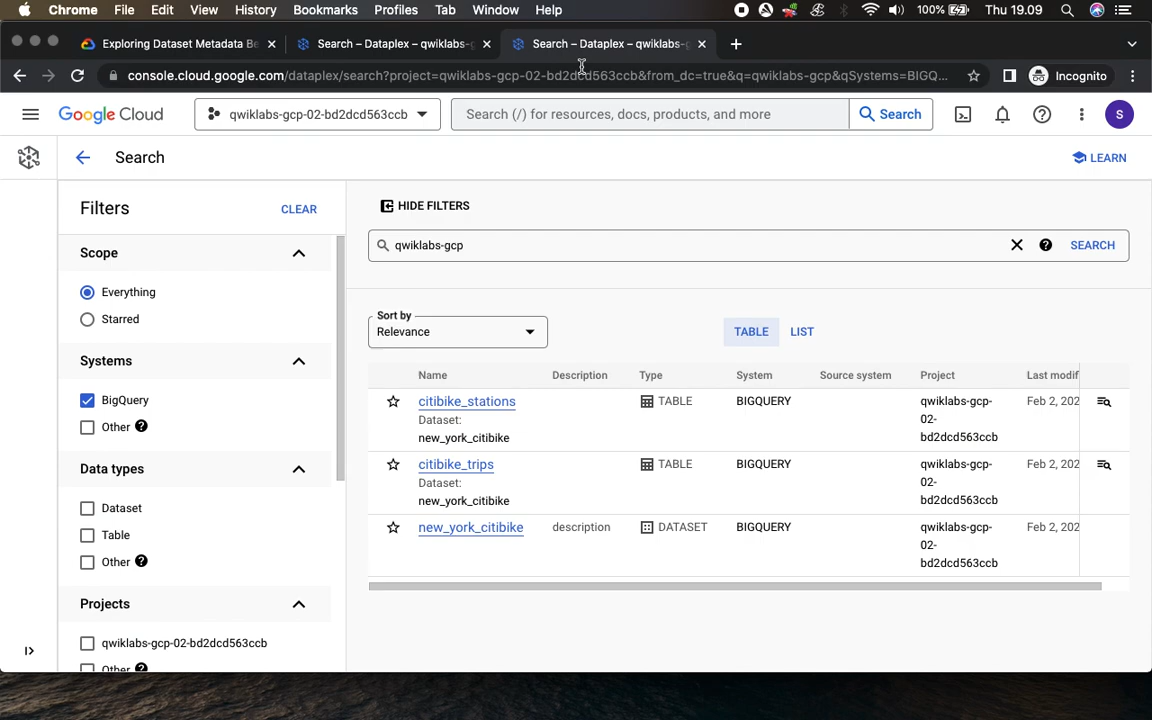 Chrome File Edit View History Bookmarks Profiles Tab Window Help 100% Thu 19.09
Exploring Dataset Metadata Be Search – Dataplex – qwiklabs-g Search – Dataplex – qwiklabs-
console.cloud.google.com/dataplex/search?project=qwiklabs-gcp-02-bd2dcd563ccb&from_dc=true&q=qwiklabs-gcp&qSystems=BIGQ... Incognito
Google Cloud qwiklabs-gcp-02-bd2dcd563ccb Search (/) for resources, docs, products, and more Search S
Search LEARN
Filters CLEAR
HIDE FILTERS
qwiklabs-gcp SEARCH
Scope
Everything
Starred
Systems
BigQuery
Other
Data types
Dataset
Table
Other
Projects
qwiklabs-gcp-02-bd2dcd563ccb
Other
Sort by
Relevance
TABLE LIST
Name Description Type System Source system Project Last modif
citibike_stations TABLE BIGQUERY qwiklabs-gcp- Feb 2, 202
Dataset: 02-
new_york_citibike bd2dcd563ccb
citibike_trips TABLE BIGQUERY qwiklabs-gcp- Feb 2, 202
Dataset: 02-
new_york_citibike bd2dcd563ccb
new_york_citibike description DATASET BIGQUERY qwiklabs-gcp- Feb 2, 202
02-
bd2dcd563ccb